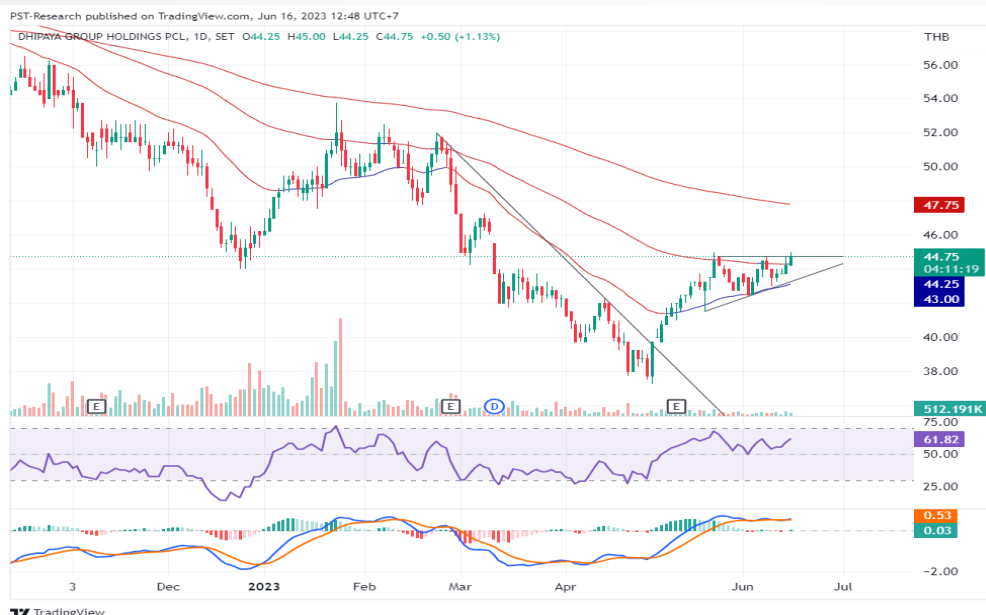 PST-Research published on TradingView.com, Jun 16, 2023 12:48 UTC+7
DHIPAYA GROUP HOLDINGS PCL, 1D, SET O44.25 H45.00 L44.25 C44.75 +0.50 (+1.13%)
THB
56.00
54.00
52.00
50.00
47.75
46.00
44.75
04:11:19
44.25
43.00
40.00
38.00
E E D E
512.191K
75.00
61.82
50.00
25.00
0.53
0.03
−2.00
3 Dec 2023 Feb Mar Apr Jun Jul
TradingView